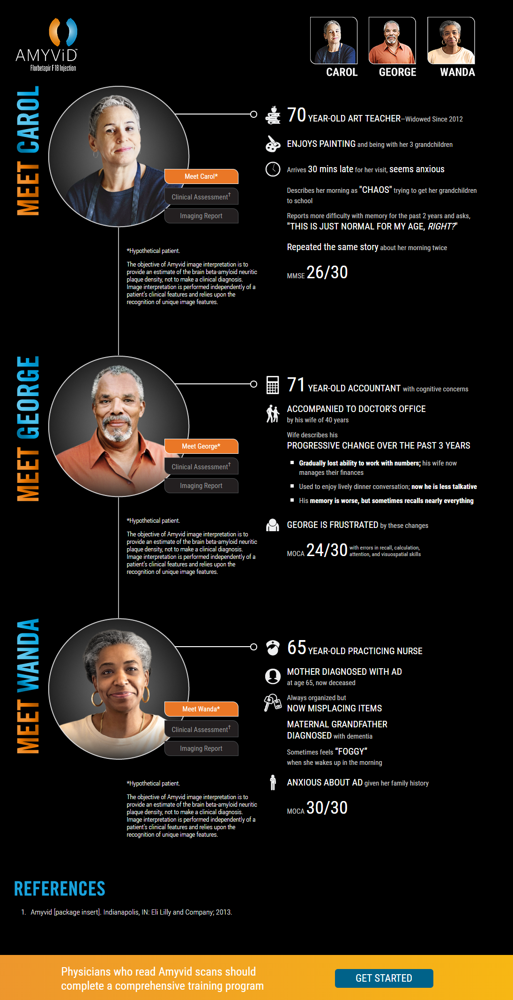 AMYViD™
Florbetapir F 18 Injection
CAROL
GEORGE
WANDA
MEET CAROL
Meet Carol*
Clinical Assessment†
Imaging Report
*Hypothetical patient.
The objective of Amyvid image interpretation is to
provide an estimate of the brain beta-amyloid neuritic
plaque density, not to make a clinical diagnosis.
Image interpretation is performed independently of a
patient's clinical features and relies upon the
recognition of unique image features.
70 YEAR-OLD ART TEACHER–Widowed Since 2012
ENJOYS PAINTING and being with her 3 grandchildren
Arrives 30 mins late for her visit, seems anxious
Describes her morning as "CHAOS" trying to get her grandchildren
to school
Reports more difficulty with memory for the past 2 years and asks,
"THIS IS JUST NORMAL FOR MY AGE, RIGHT?"
Repeated the same story about her morning twice
MMSE 26/30
MEET GEORGE
Meet George*
Clinical Assessment†
Imaging Report
*Hypothetical patient.
The objective of Amyvid image interpretation is to
provide an estimate of the brain beta-amyloid neuritic
plaque density, not to make a clinical diagnosis.
Image interpretation is performed independently of a
patient's clinical features and relies upon the
recognition of unique image features.
71 YEAR-OLD ACCOUNTANT with cognitive concerns
ACCOMPANIED TO DOCTOR'S OFFICE
by his wife of 40 years
Wife describes his
PROGRESSIVE CHANGE OVER THE PAST 3 YEARS
Gradually lost ability to work with numbers; his wife now
manages their finances
Used to enjoy lively dinner conversation; now he is less talkative
His memory is worse, but sometimes recalls nearly everything
GEORGE IS FRUSTRATED by these changes
MOCA 24/30 with errors in recall, calculation,
attention, and visuospatial skills
MEET WANDA
Meet Wanda*
Clinical Assessment†
Imaging Report
*Hypothetical patient.
The objective of Amyvid image interpretation is to
provide an estimate of the brain beta-amyloid neuritic
plaque density, not to make a clinical diagnosis.
Image interpretation is performed independently of a
patient's clinical features and relies upon the
recognition of unique image features.
65 YEAR-OLD PRACTICING NURSE
MOTHER DIAGNOSED WITH AD
at age 65, now deceased
Always organized but
NOW MISPLACING ITEMS
MATERNAL GRANDFATHER
DIAGNOSED with dementia
Sometimes feels “FOGGY”
when she wakes up in the morning
ANXIOUS ABOUT AD given her family history
MOCA 30/30
REFERENCES
1. Amyvid [package insert]. Indianapolis, IN: Eli Lilly and Company; 2013.
Physicians who read Amyvid scans should
complete a comprehensive training program
GET STARTED